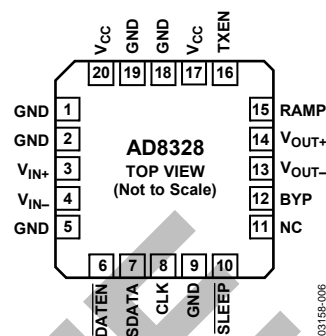 VCC
GND
GND
VCC
TXEN
20
19
18
17
16
GND 1
GND 2
VIN+ 3
VIN– 4
GND 5
AD8328
TOP VIEW
(Not to Scale)
15 RAMP
14 VOUT+
13 VOUT–
12 BYP
11 NC
6
7
8
9
10
DATEN
SDATA
CLK
GND
SLEEP
03158-006